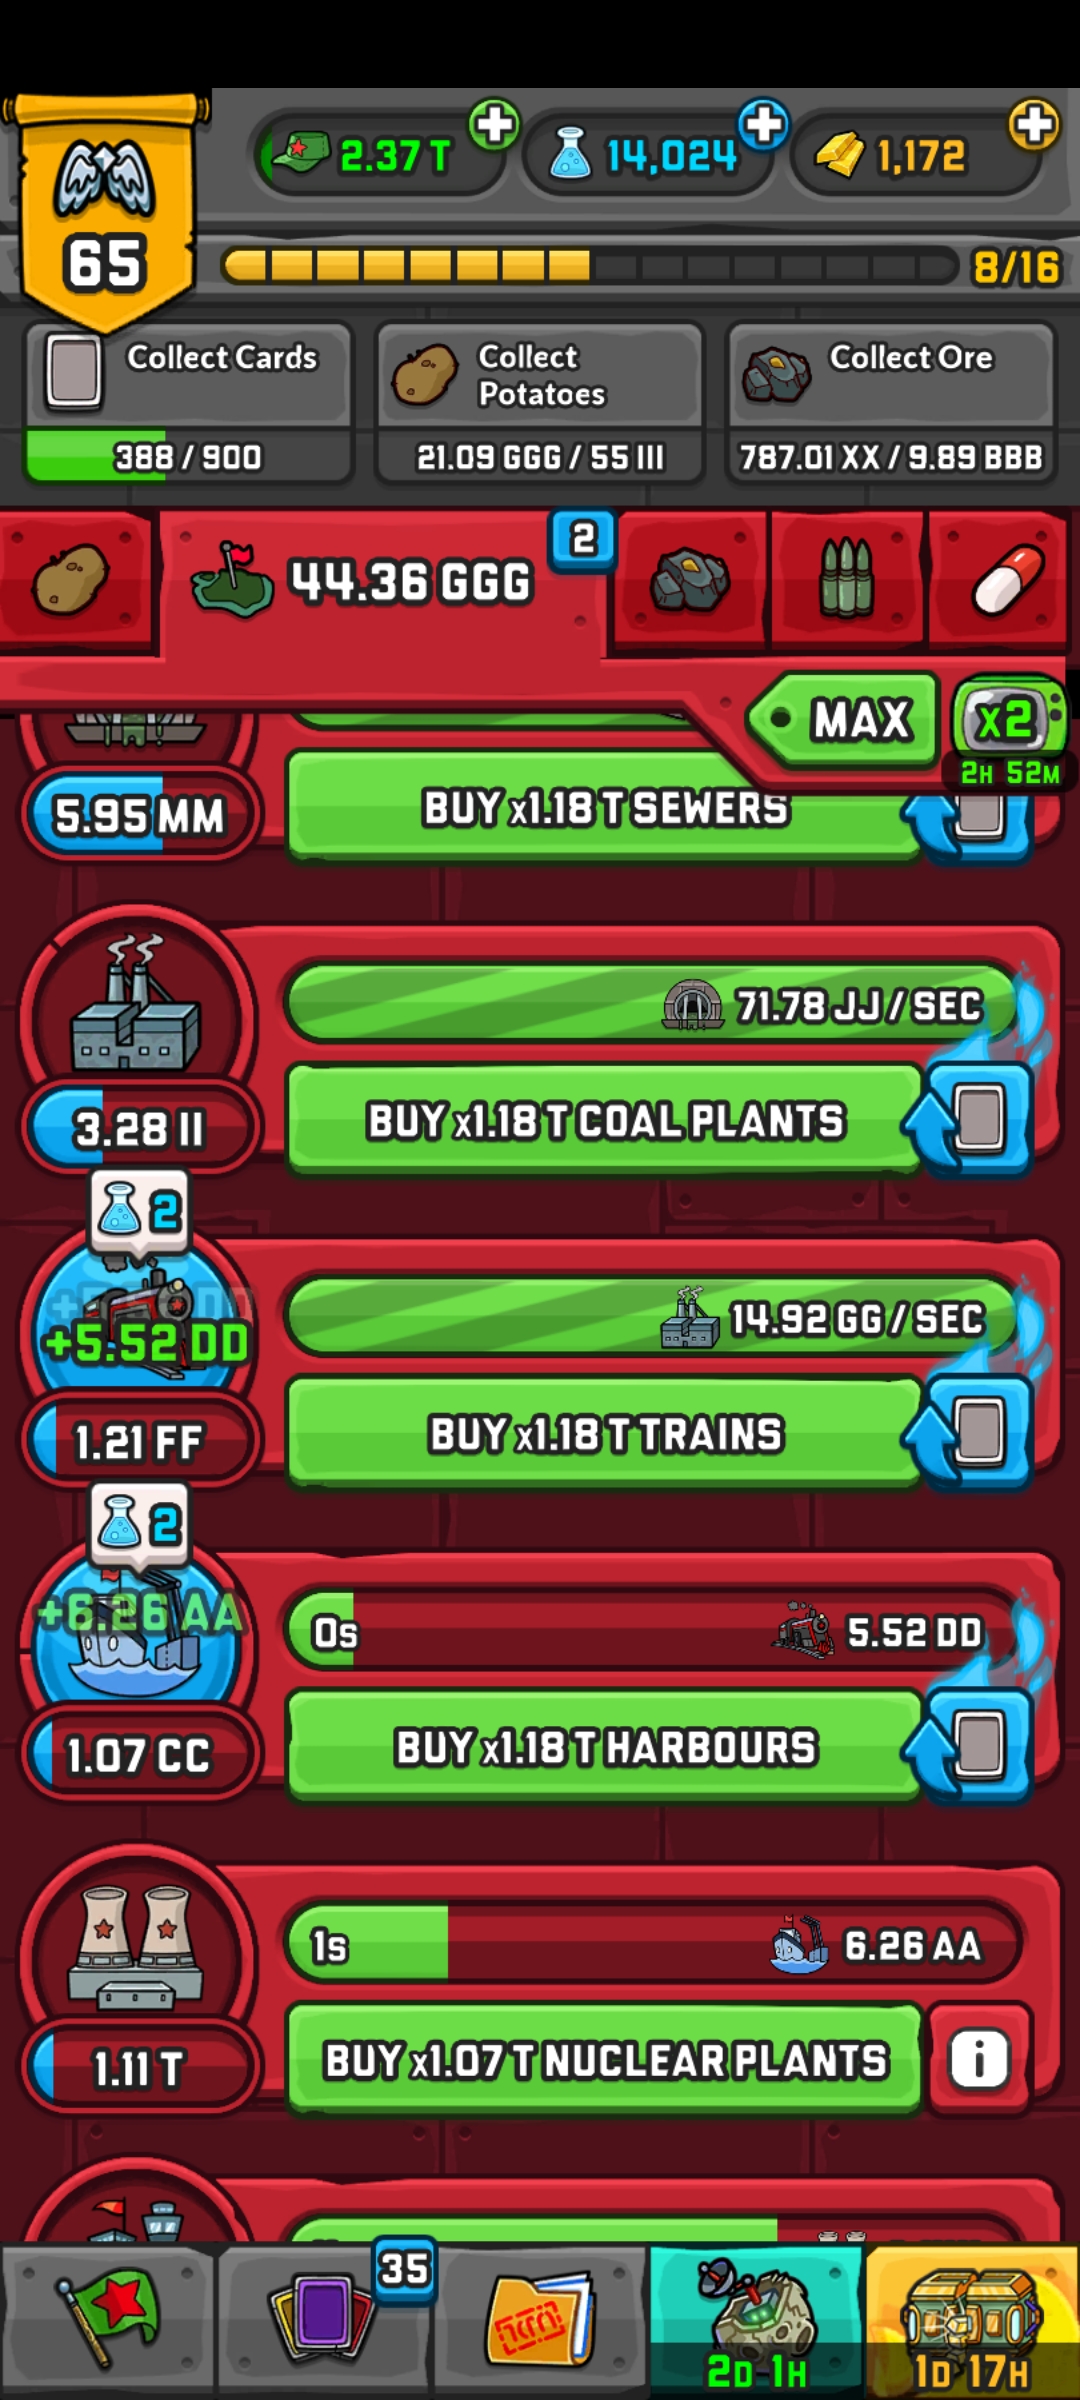 2.37 T
14,024
1,172
65
8/16
Collect Cards
388 / 900
Collect
Potatoes
21.09 GGG / 55 III
Collect Ore
787.01 XX / 9.89 BBB
44.36 GGG
2
MAX
x2
2H 52M
5.95 MM
BUY x1.18 T SEWERS
71.78 JJ / SEC
3.28 II
BUY x1.18 T COAL PLANTS
2
+5.52 DD
14.92 GG / SEC
1.21 FF
BUY x1.18 T TRAINS
2
+6.26 AA
0s
5.52 DD
1.07 CC
BUY x1.18 T HARBOURS
1s
6.26 AA
1.11 T
BUY x1.07 T NUCLEAR PLANTS
i
35
2D 1H
1D 17H